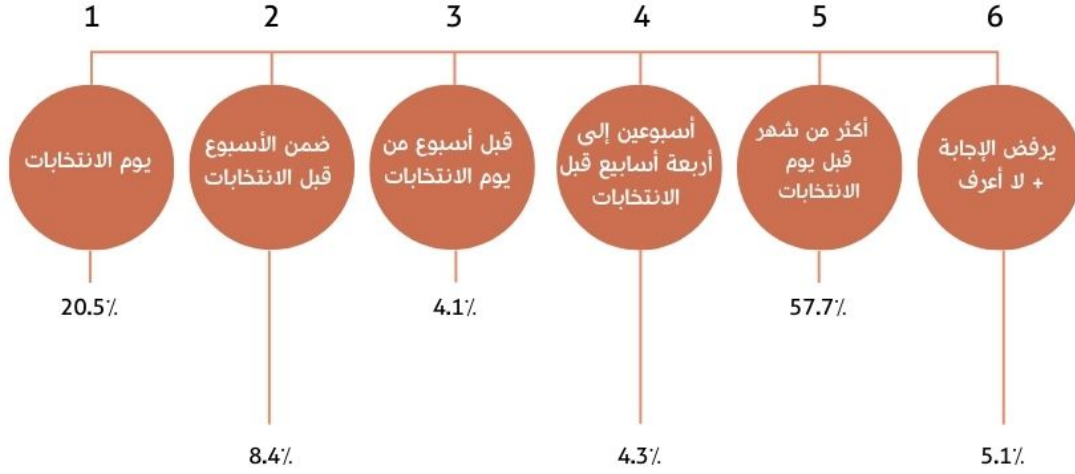 1
2
3
4
5
6
يوم الانتخابات
ضمن الأسبوع
قبل الانتخابات
قبل أسبوع من
يوم الانتخابات
أسبوعين إلى
أربعة أسابيع قبل
الانتخابات
أكثر من شهر
قبل يوم
الانتخابات
يرفض الإجابة
+ لا أعرف
20.5٪
8.4٪
4.1٪
4.3٪
57.7٪
5.1٪